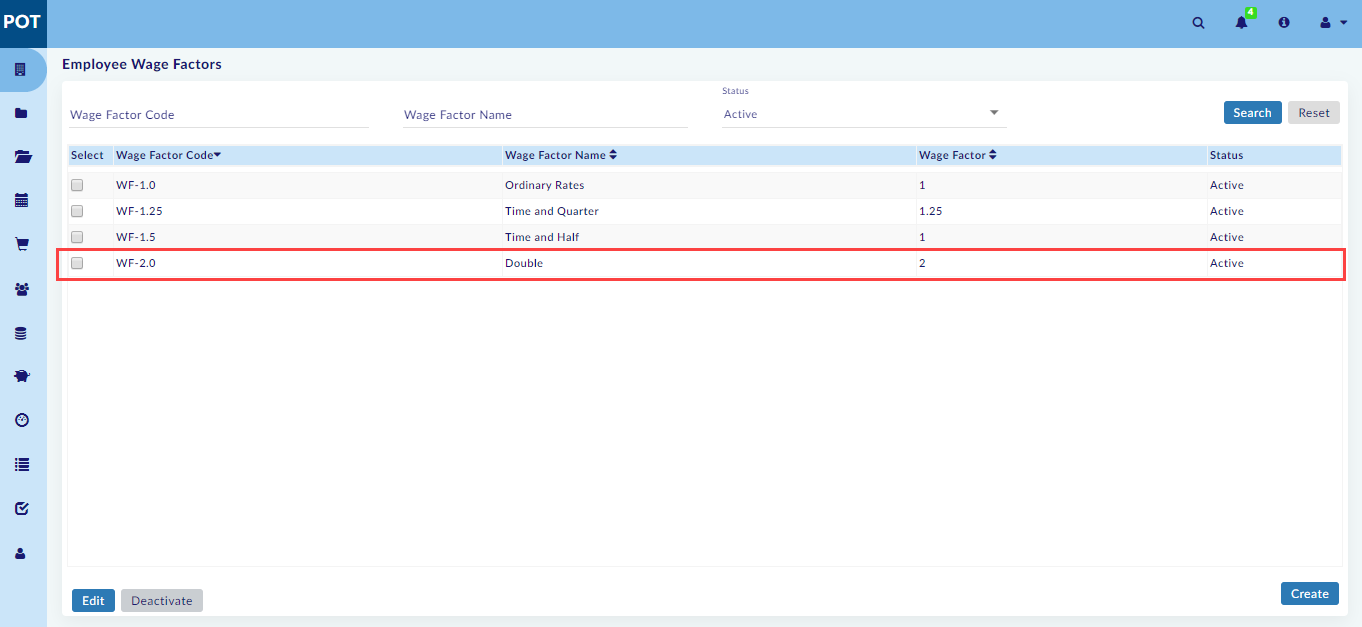 POT
4
Employee Wage Factors
Status
Wage Factor Code Wage Factor Name Active Search Reset
Select Wage Factor Code Wage Factor Name Wage Factor Status
WF-1.0 Ordinary Rates 1 Active
WF-1.25 Time and Quarter 1.25 Active
WF-1.5 Time and Half 1 Active
WF-2.0 Double 2 Active
Edit Deactivate Create